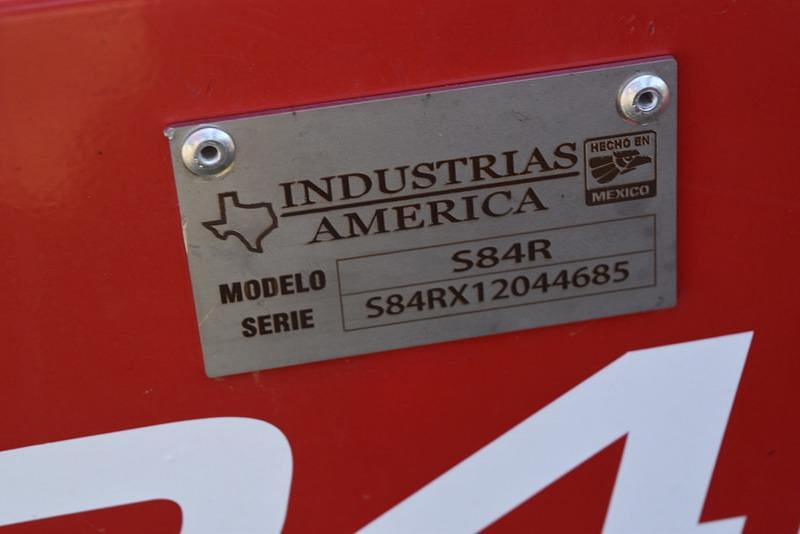 INDUSTRIAS
AMERICA
HECHO EN
MEXICO
MODELO S84R
SERIE S84RX12044685